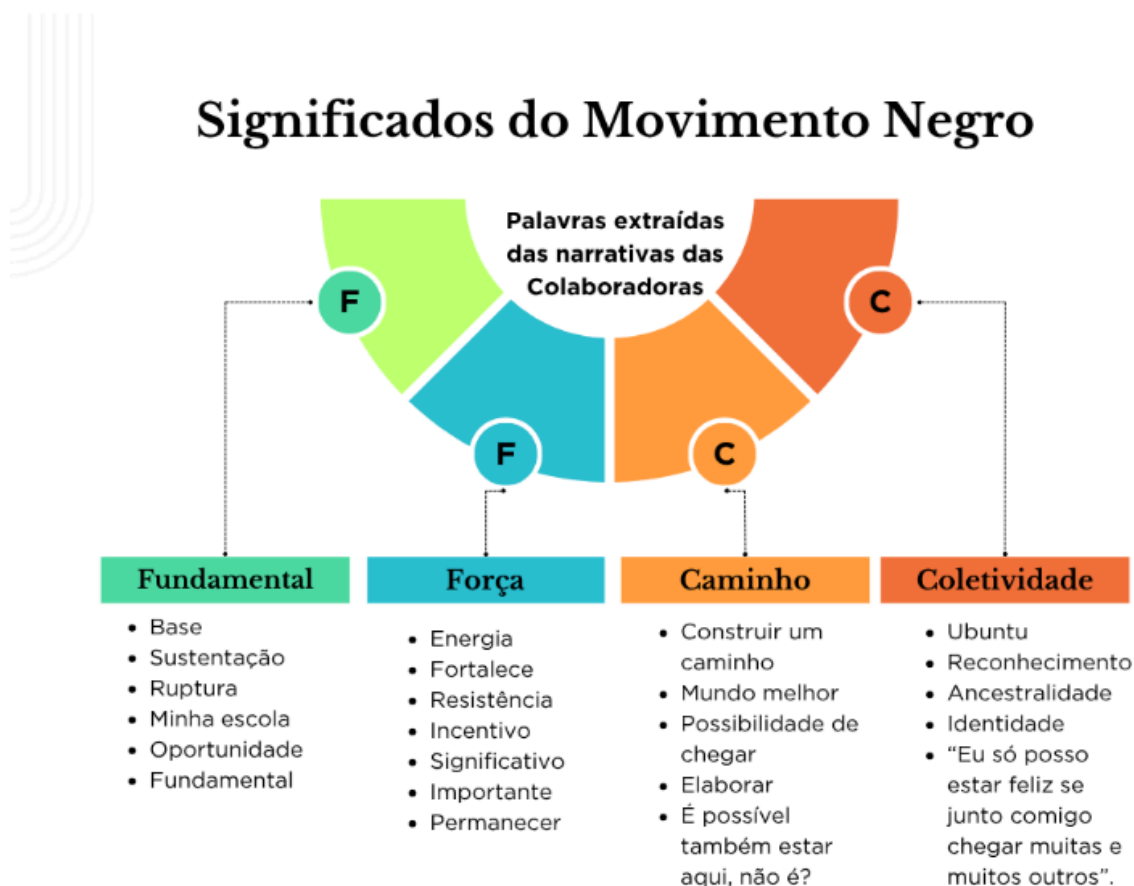 Significados do Movimento Negro
Palavras extraídas
das narrativas das
Colaboradoras
F
F
C
C
Fundamental
• Base
• Sustentação
• Ruptura
• Minha escola
• Oportunidade
• Fundamental
Força
• Energia
• Fortalece
• Resistência
• Incentivo
• Significativo
• Importante
• Permanecer
Caminho
• Construir um
caminho
• Mundo melhor
• Possibilidade de
chegar
• Elaborar
• É possível
também estar
aqui, não é?
Coletividade
• Ubuntu
• Reconhecimento
• Ancestralidade
• Identidade
• “Eu só posso
estar feliz se
junto comigo
chegar muitas e
muitos outros”.